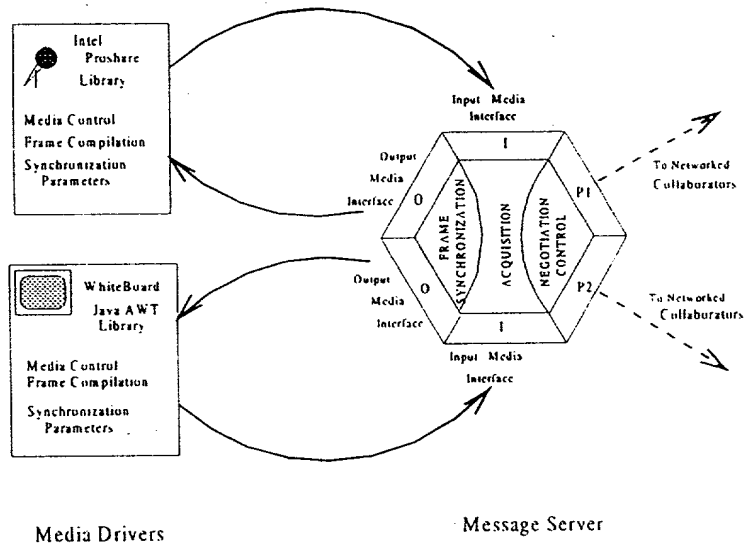 Intel
Proshare
Library
Media Control
Frame Compilation
Synchronization
Parameters
WhiteBoard
Java AWT
Library
Media Control
Frame Compilation
Synchronization
Parameters
Media Drivers
Input Media
Interface
Output
Media
Interface
I
O
P1
FRAME
SYNCHRONIZATION
ACQUISITION
NEGOTIATION
CONTROL
To Networked
Collaborators
Output
Media
Interface
O
I
P2
To Networked
Collaborators
Input Media
Interface
Message Server